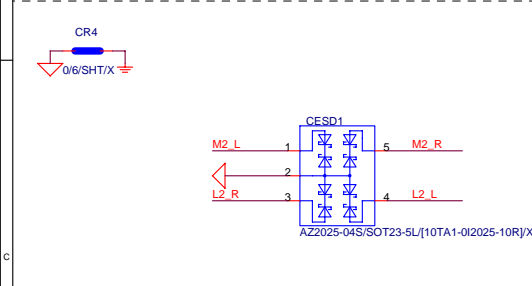 CR4
0/6/SHT/X
CESD1
M2_L 1 5 M2_R
2
L2_R 3 4 L2_L
AZ2025-04S/SOT23-5L/[10TA1-0I2025-10R]/X
C